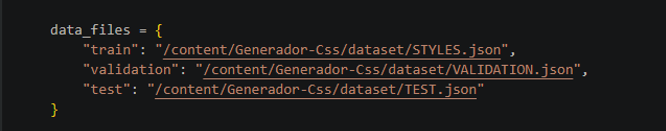 data_files = {
    "train": "/content/Generador-Css/dataset/STYLES.json",
    "validation": "/content/Generador-Css/dataset/VALIDATION.json",
    "test": "/content/Generador-Css/dataset/TEST.json"
}